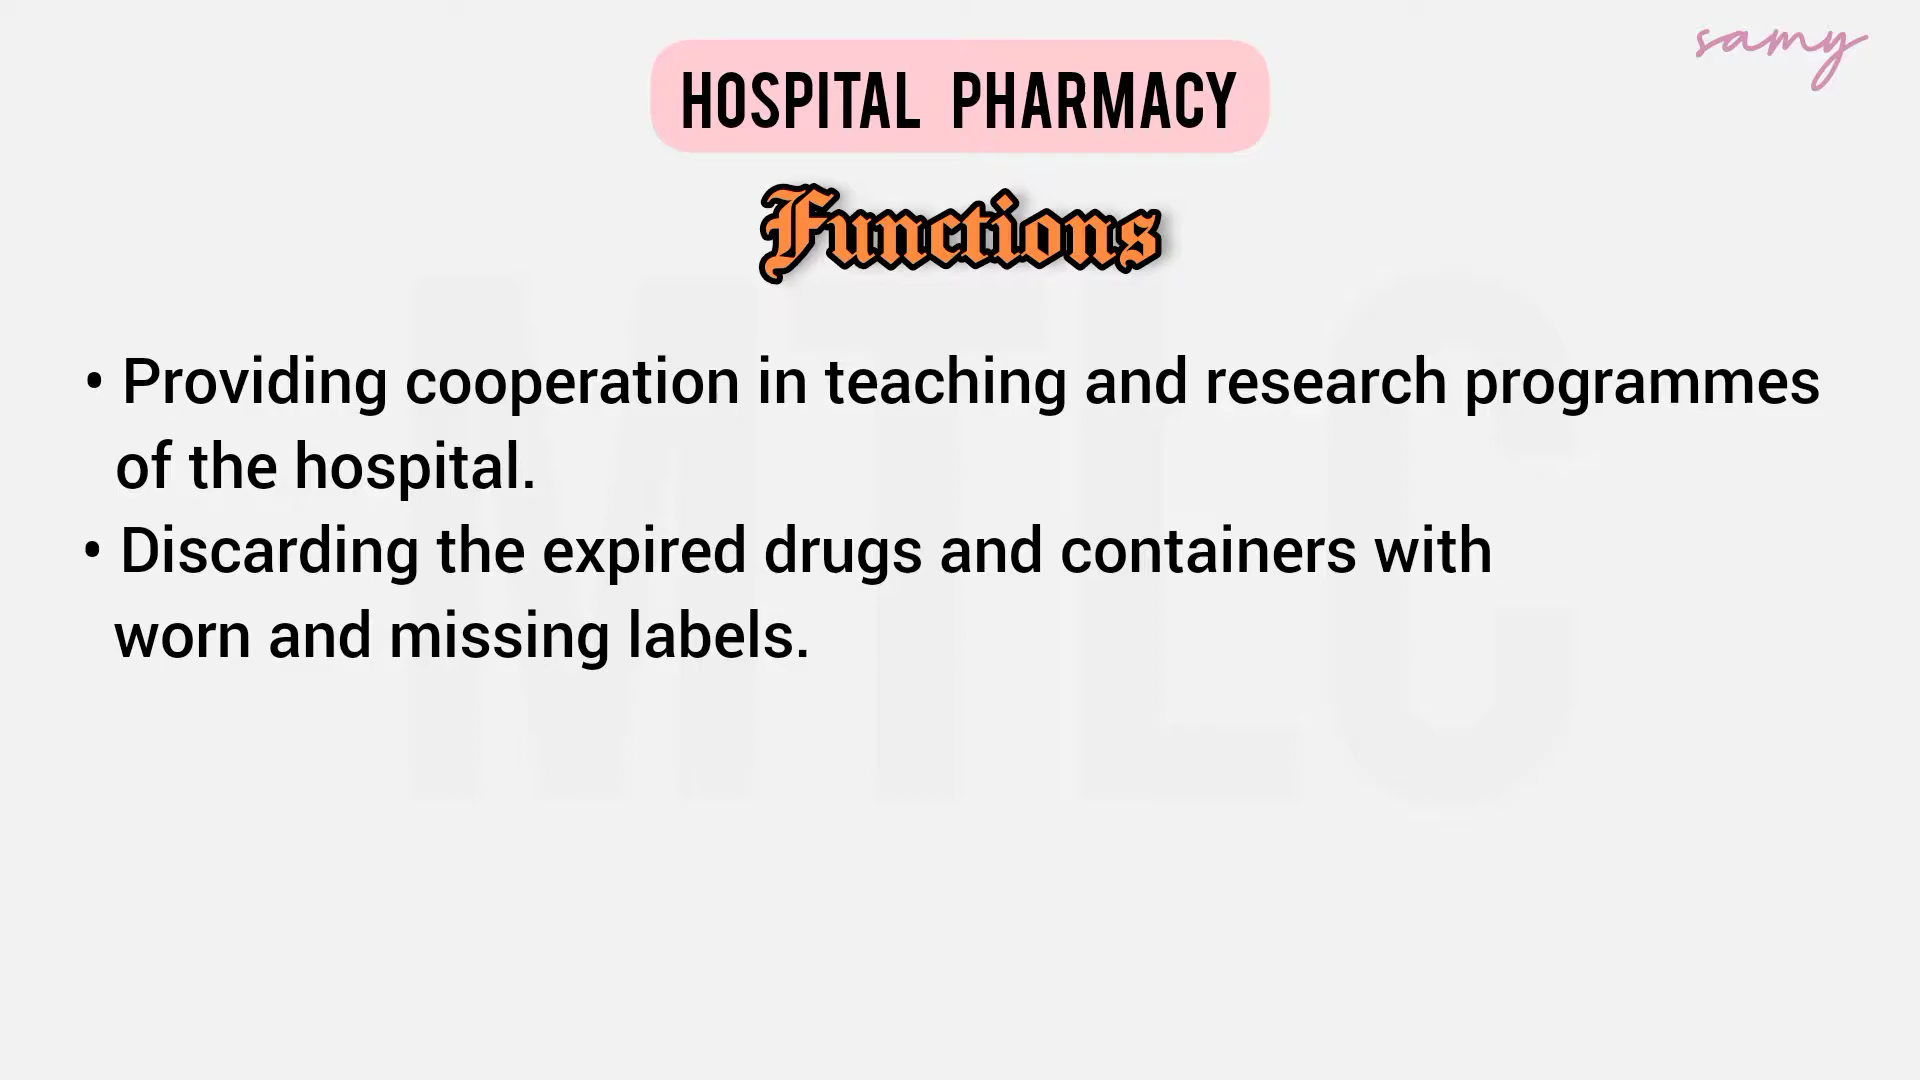 samy
HOSPITAL PHARMACY
Functions
• Providing cooperation in teaching and research programmes
of the hospital.
• Discarding the expired drugs and containers with
worn and missing labels.
MTLC